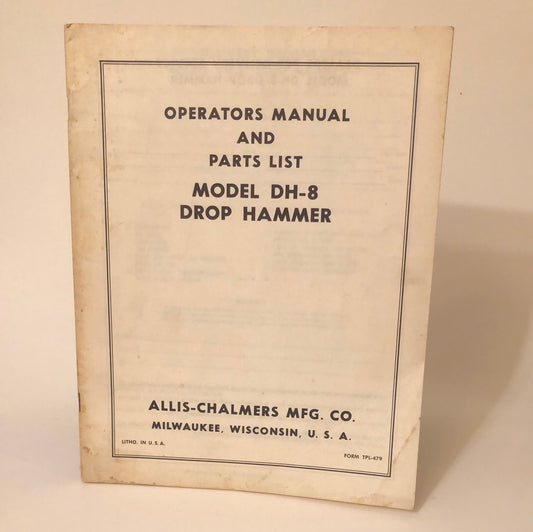 OPERATORS MANUAL
AND
PARTS LIST
MODEL DH-8
DROP HAMMER
ALLIS-CHALMERS MFG. CO.
MILWAUKEE, WISCONSIN, U. S. A.
LITHO. IN U. S. A.
FORM TPL-479